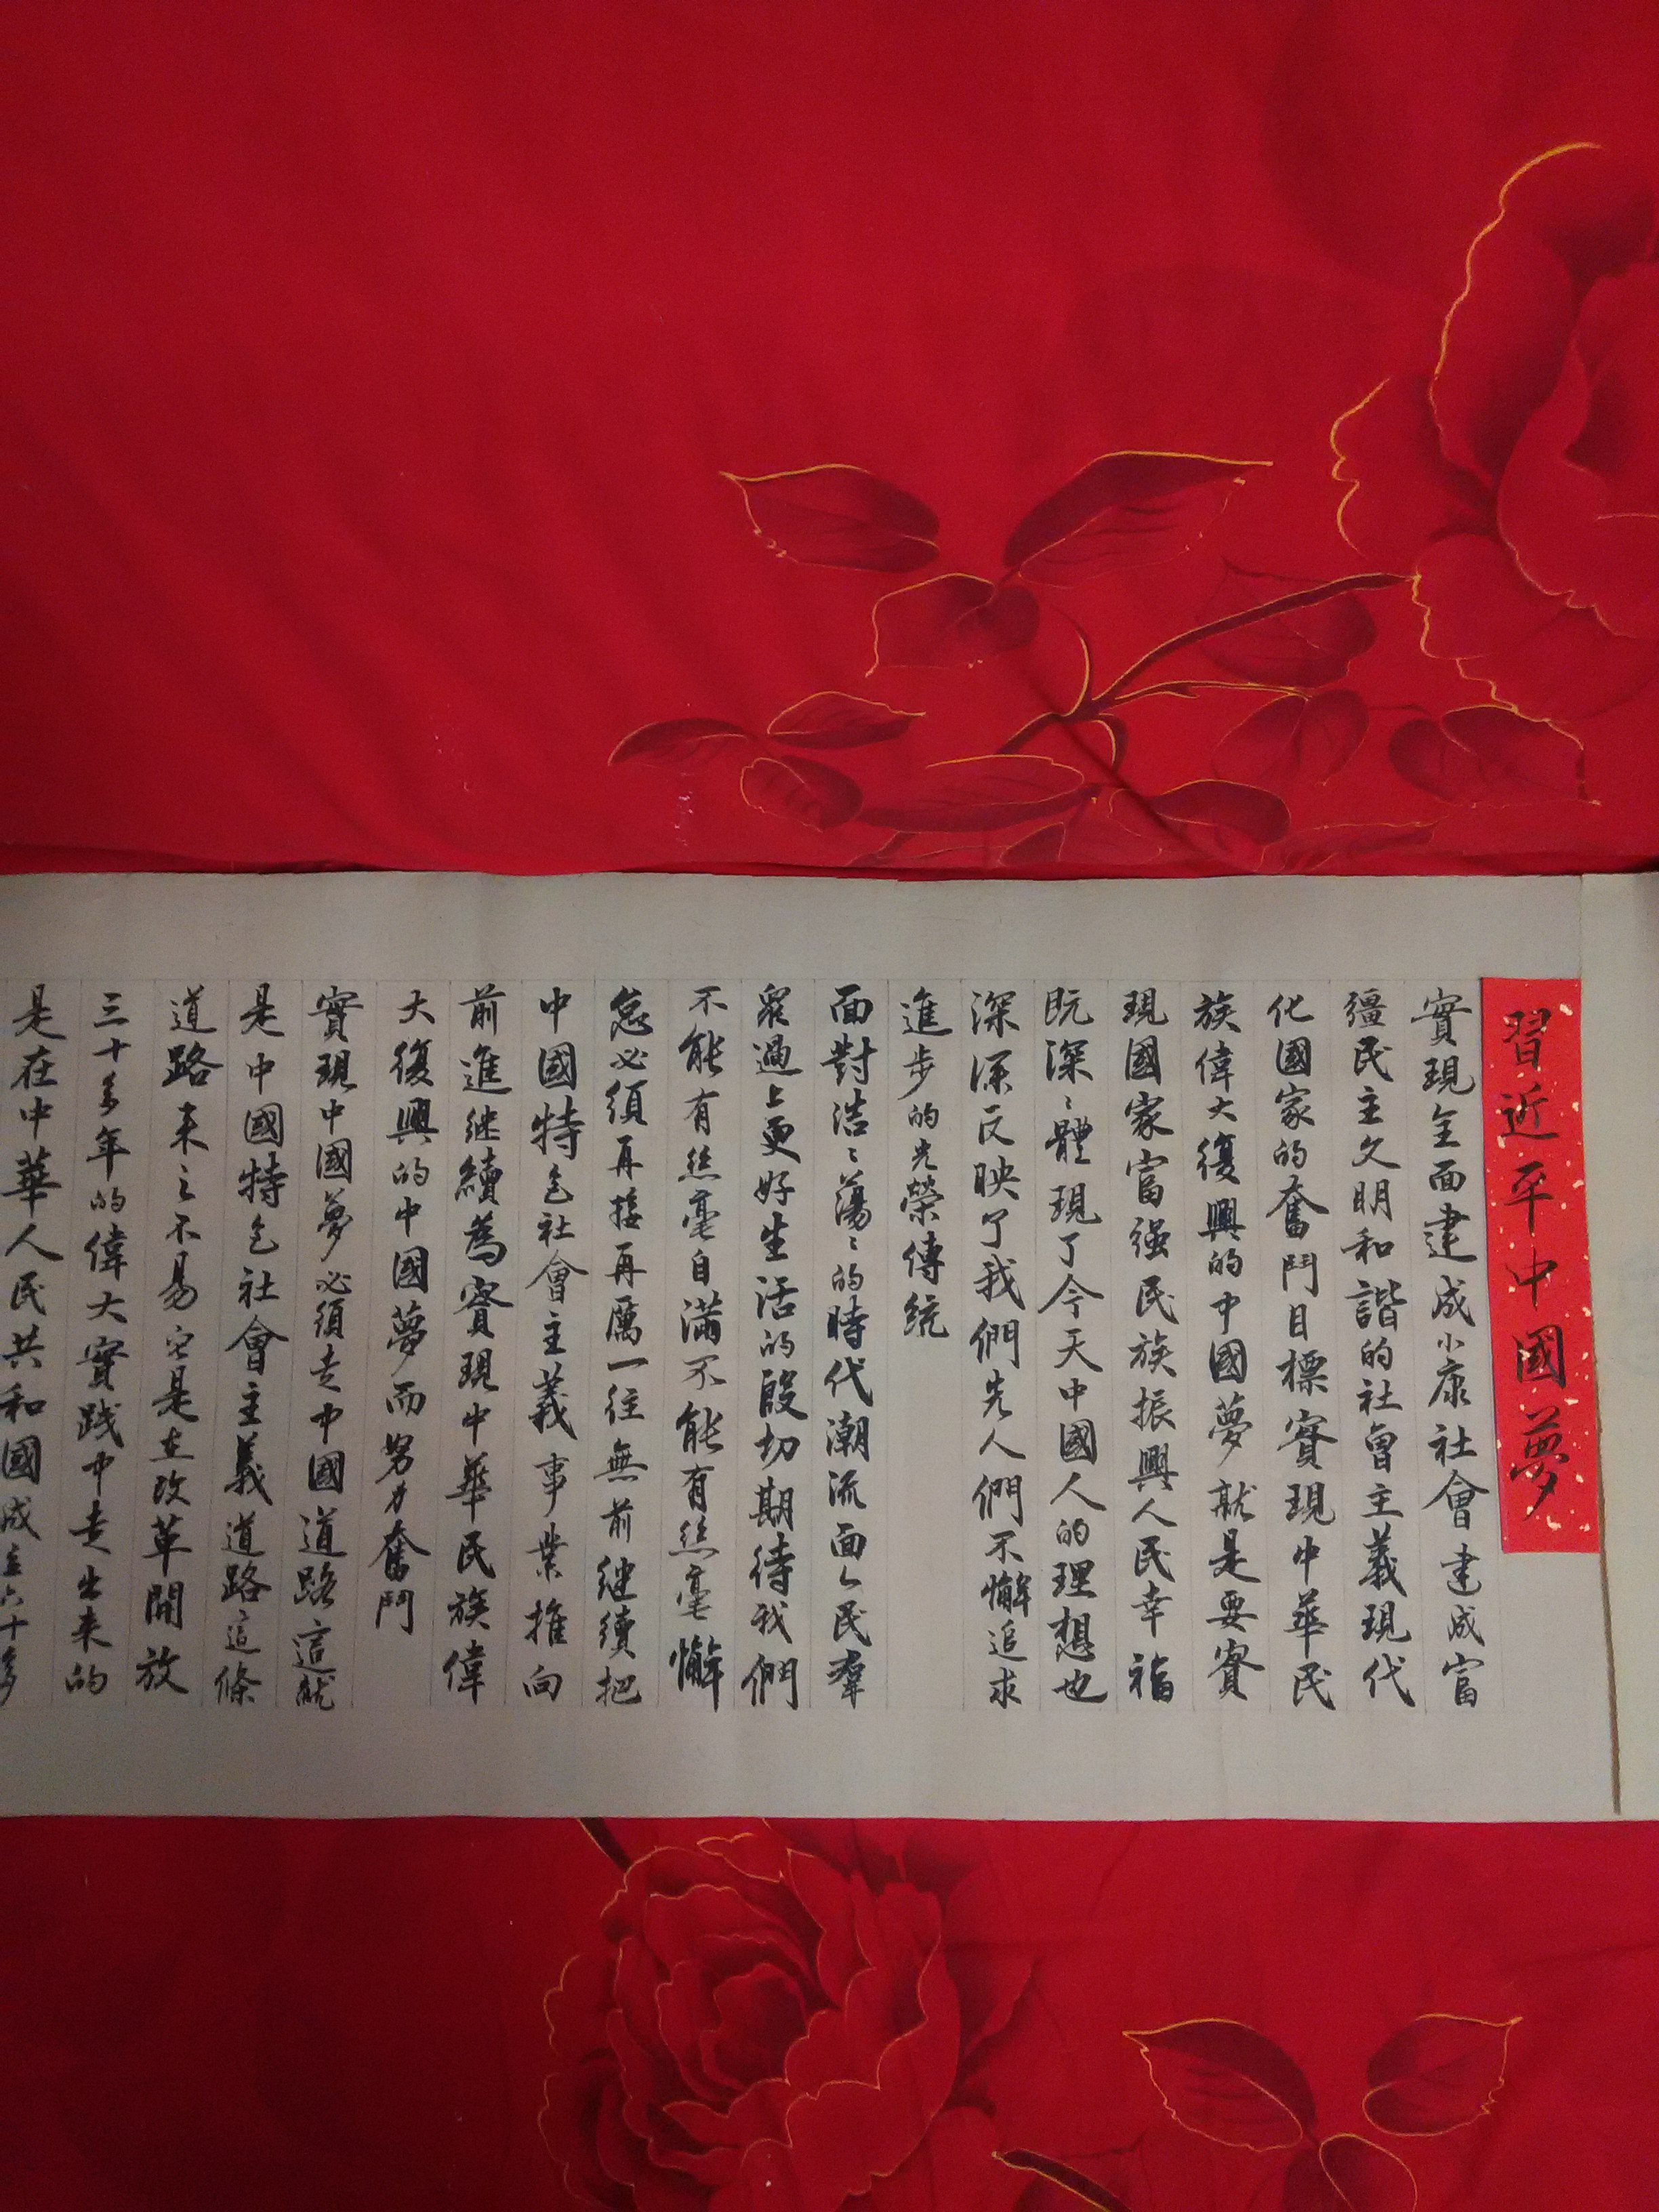 習近平中國夢
實現全面建成小康社會建成富
彊民主文明和諧的社會主義現代
化國家的奮鬥目標實現中華民
族偉大復興的中國夢就是要實
現國家富强民族振興人民幸福
既深〻體現了今天中國人的理想也
深深反映了我們先人們不懈追求
進步的光榮傳統
面對浩〻蕩〻的時代潮流面對民羣
衆過上更好生活的殷切期待我們
不能有丝毫自滿不能有丝毫懈
怠必須再接再厲一往無前继續把
中國特色社會主義事業推向
前進继續為實現中華民族偉
大復興的中國夢而努力奮鬥
實現中國夢必須走中國道路這就
是中國特色社會主義道路這條
道路来之不易它是在改革開放
三十多年的偉大實践中走出来的
是在中華人民共和國成立六十多